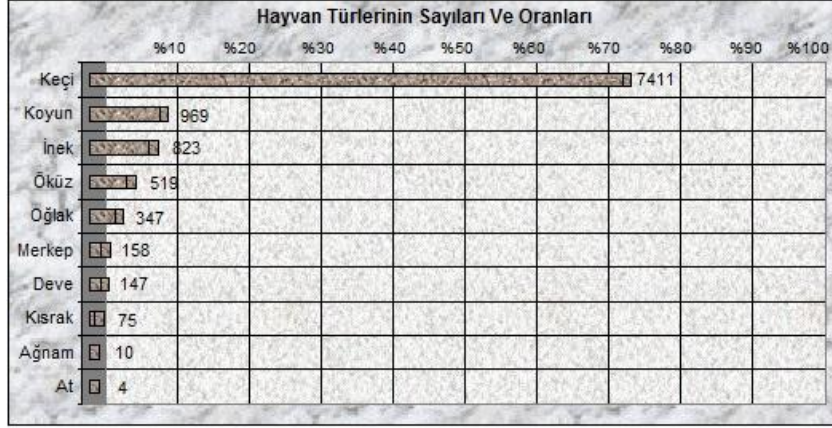 Hayvan Türlerinin Sayıları Ve Oranları
%10 %20 %30 %40 %50 %60 %70 %80 %90 %100
Keçi 7411
Koyun 969
İnek 823
Öküz 519
Oğlak 347
Merkep 158
Deve 147
Kısrak 75
Ağnam 10
At 4